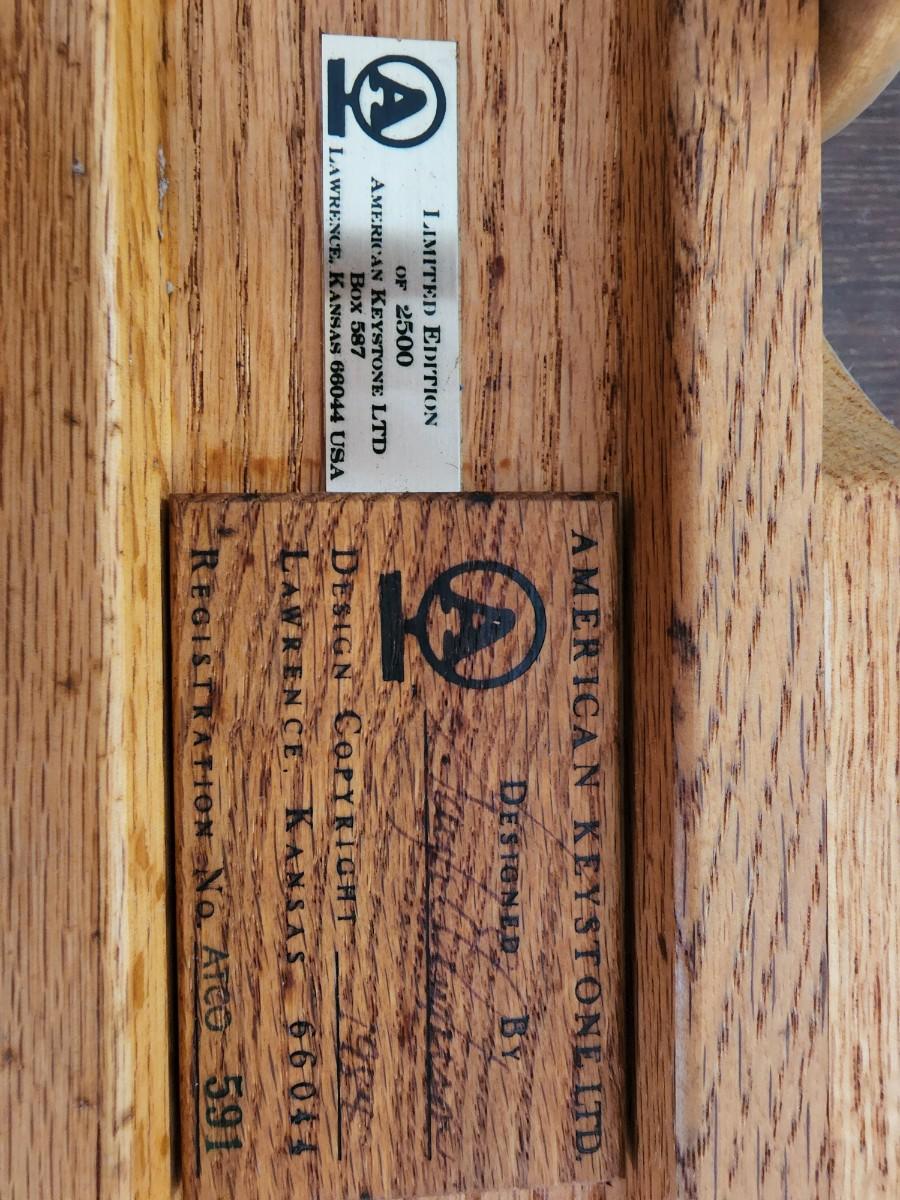 A
LIMITED EDITION
OF 2500
AMERICAN KEYSTONE LTD
BOX 587
LAWRENCE, KANSAS 66044 USA
AMERICAN KEYSTONE LTD.
A
DESIGNED BY
DESIGN COPYRIGHT
LAWRENCE, KANSAS 66044
REGISTRATION NO. ATCO 591